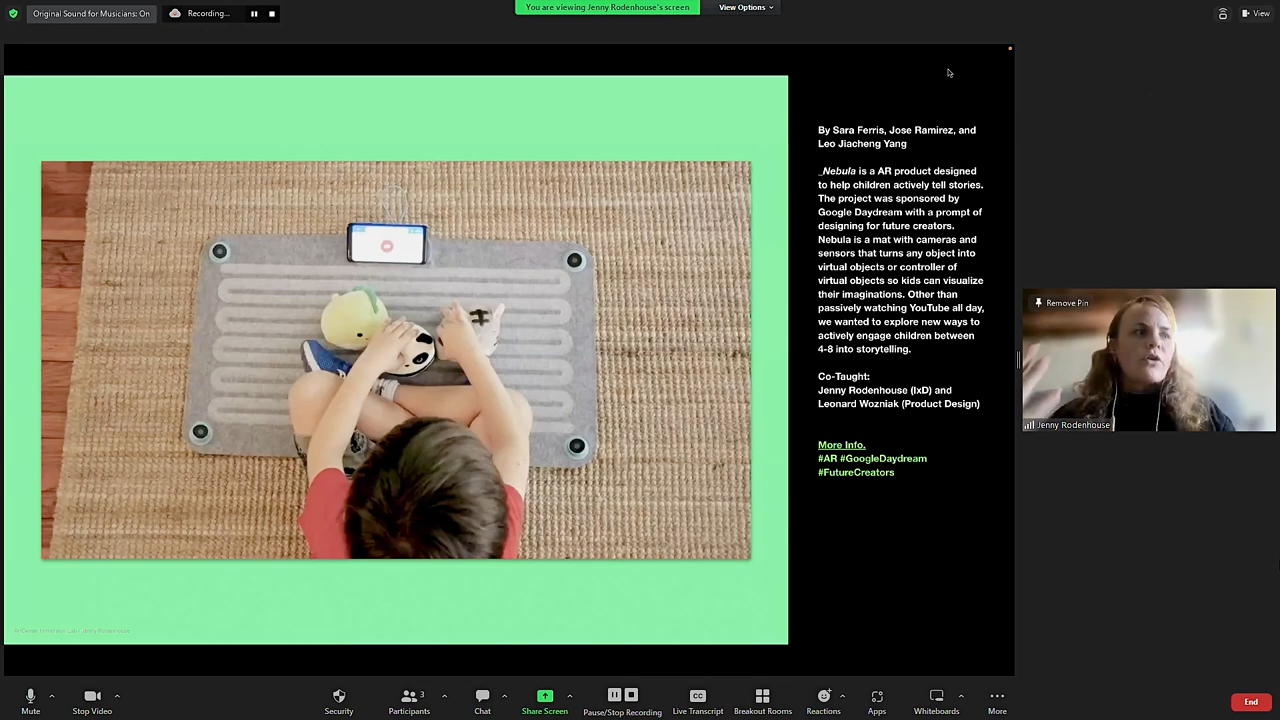 Original Sound for Musicians: On
Recording...
You are viewing Jenny Rodenhouse's screen
View Options
View
By Sara Ferris, Jose Ramirez, and
Leo Jiacheng Yang
_Nebula is a AR product designed
to help children actively tell stories.
The project was sponsored by
Google Daydream with a prompt of
designing for future creators.
Nebula is a mat with cameras and
sensors that turns any object into
virtual objects or controller of
virtual objects so kids can visualize
their imaginations. Other than
passively watching YouTube all day,
we wanted to explore new ways to
actively engage children between
4-8 into storytelling.
Co-Taught:
Jenny Rodenhouse (IxD) and
Leonard Wozniak (Product Design)
More Info.
#AR #GoogleDaydream
#FutureCreators
Remove Pin
Jenny Rodenhouse
Mute
Stop Video
Security
Participants
3
Chat
Share Screen
Pause/Stop Recording
CC
Live Transcript
Breakout Rooms
Reactions
Apps
Whiteboards
More
End